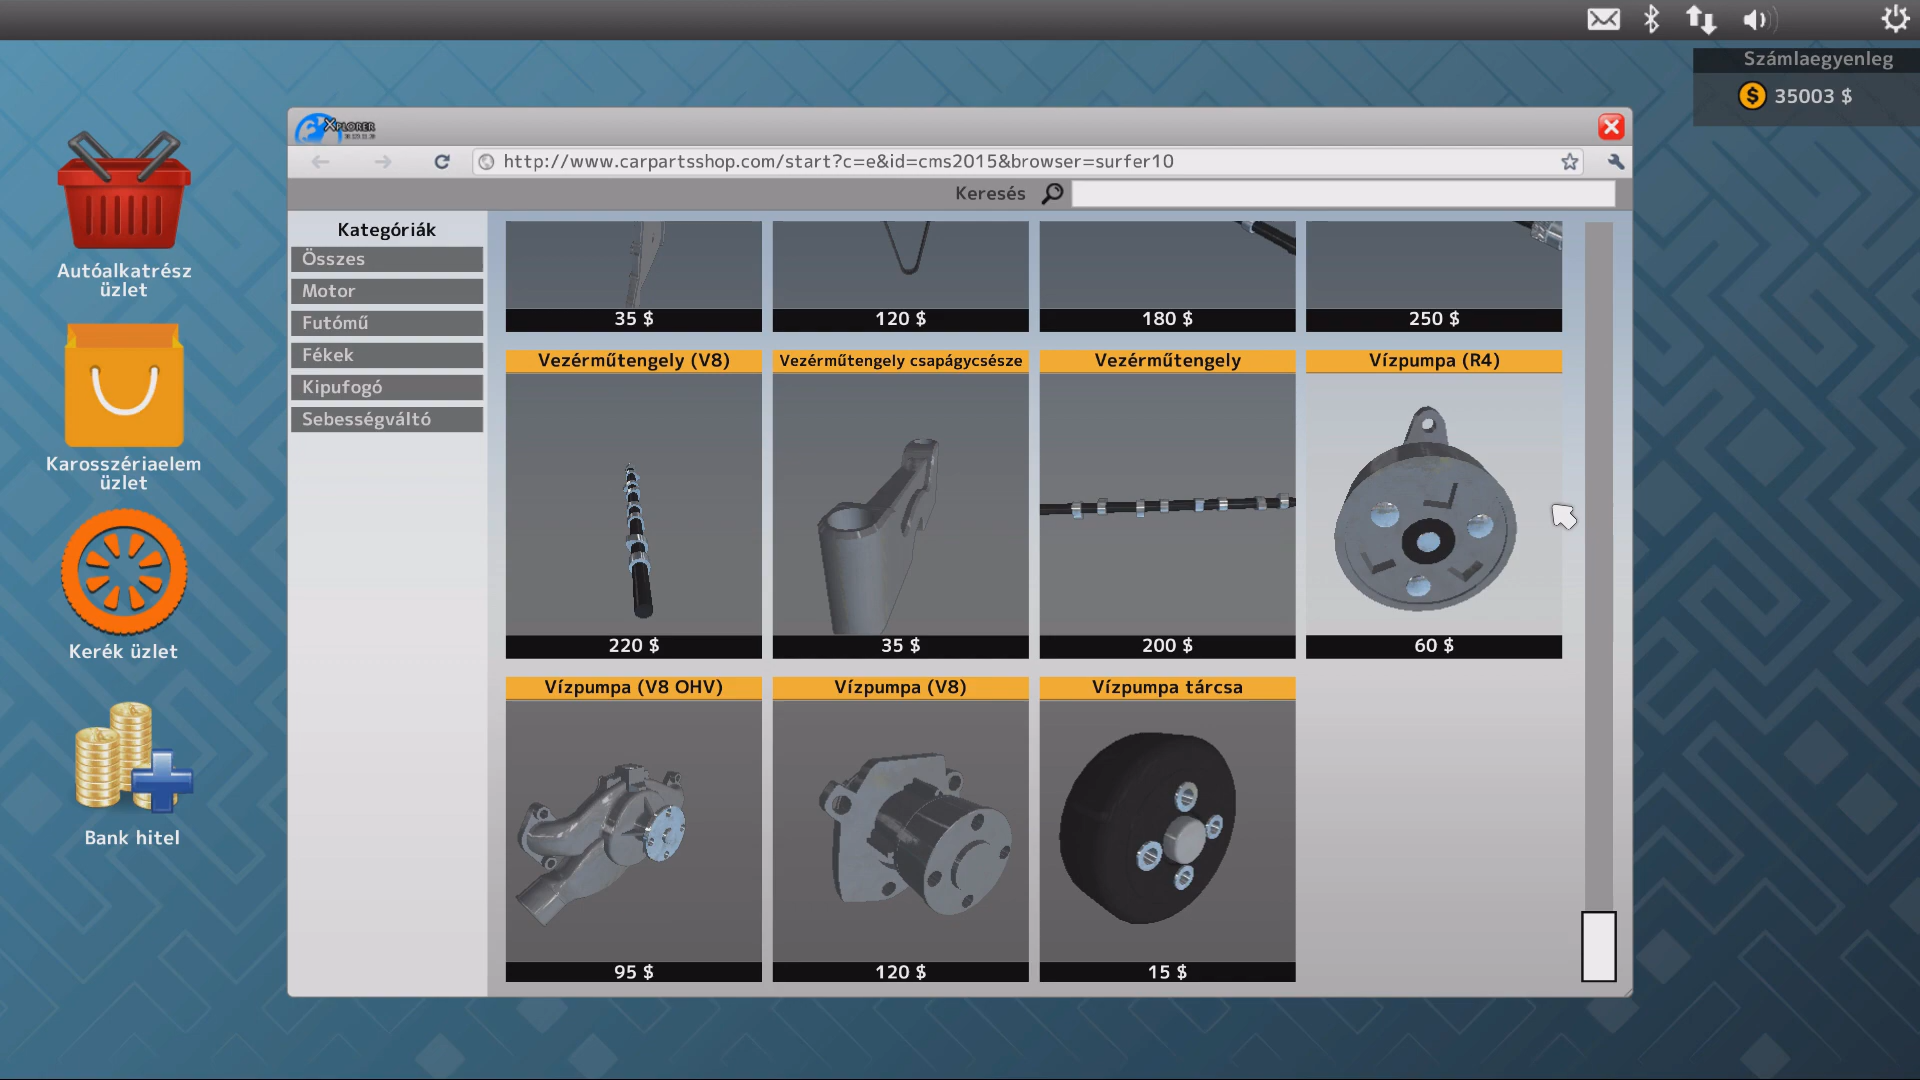 Számlaegyenleg
35003 $
XPLORER
http://www.carpartsshop.com/start?c=e&id=cms2015&browser=surfer10
Keresés
Autóalkatrész
üzlet
Karosszériaelem
üzlet
Kerék üzlet
Bank hitel
Kategóriák
Összes
Motor
Futómű
Fékek
Kipufogó
Sebességváltó
35 $
120 $
180 $
250 $
Vezérműtengely (V8)
Vezérműtengely csapágycsésze
Vezérműtengely
Vízpumpa (R4)
220 $
35 $
200 $
60 $
Vízpumpa (V8 OHV)
Vízpumpa (V8)
Vízpumpa tárcsa
95 $
120 $
15 $